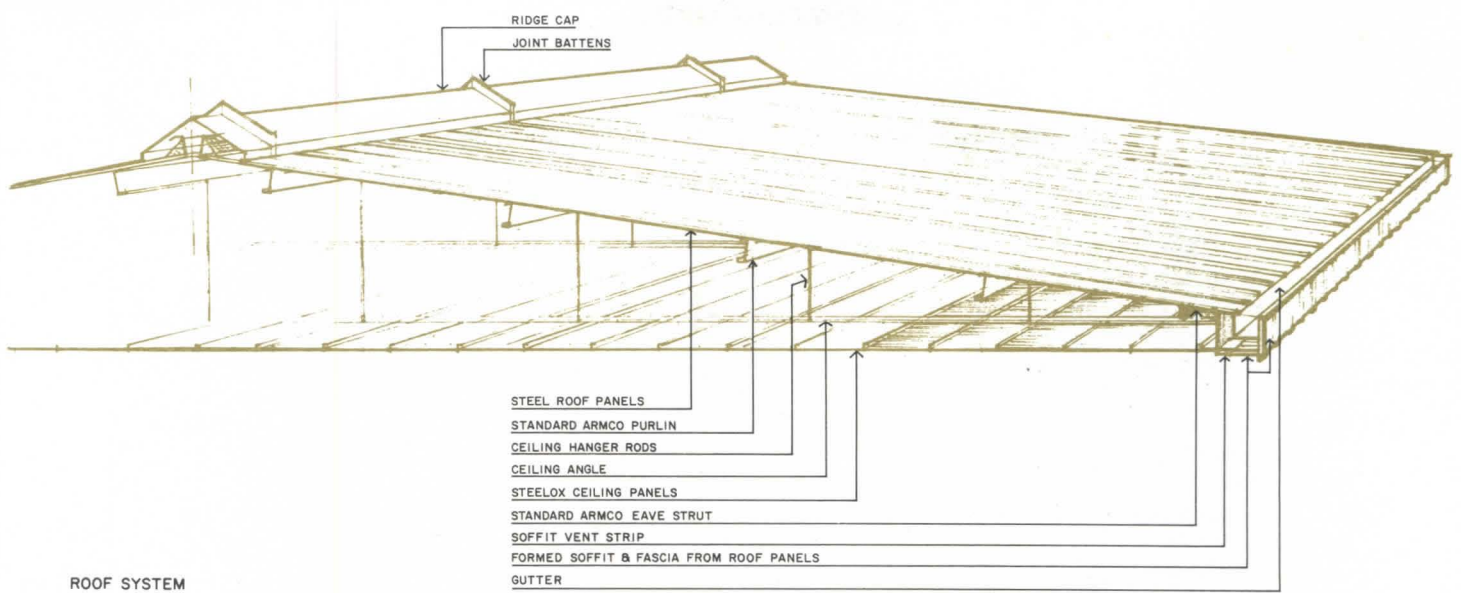 RIDGE CAP
JOINT BATTENS
STEEL ROOF PANELS
STANDARD ARMCO PURLIN
CEILING HANGER RODS
CEILING ANGLE
STEELOX CEILING PANELS
STANDARD ARMCO EAVE STRUT
SOFFIT VENT STRIP
FORMED SOFFIT & FASCIA FROM ROOF PANELS
GUTTER
ROOF SYSTEM